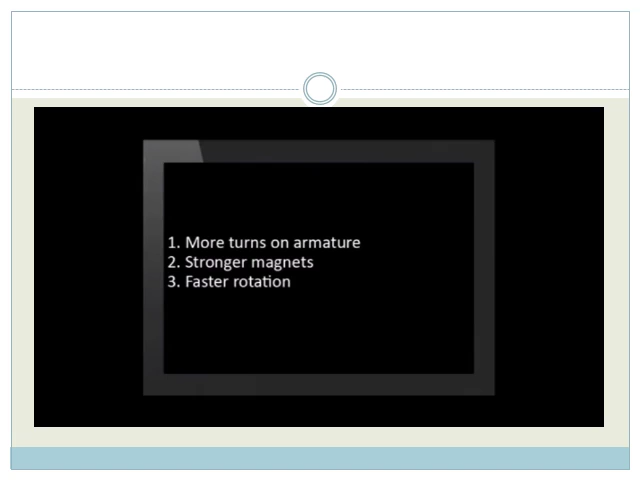 1. More turns on armature
2. Stronger magnets
3. Faster rotation